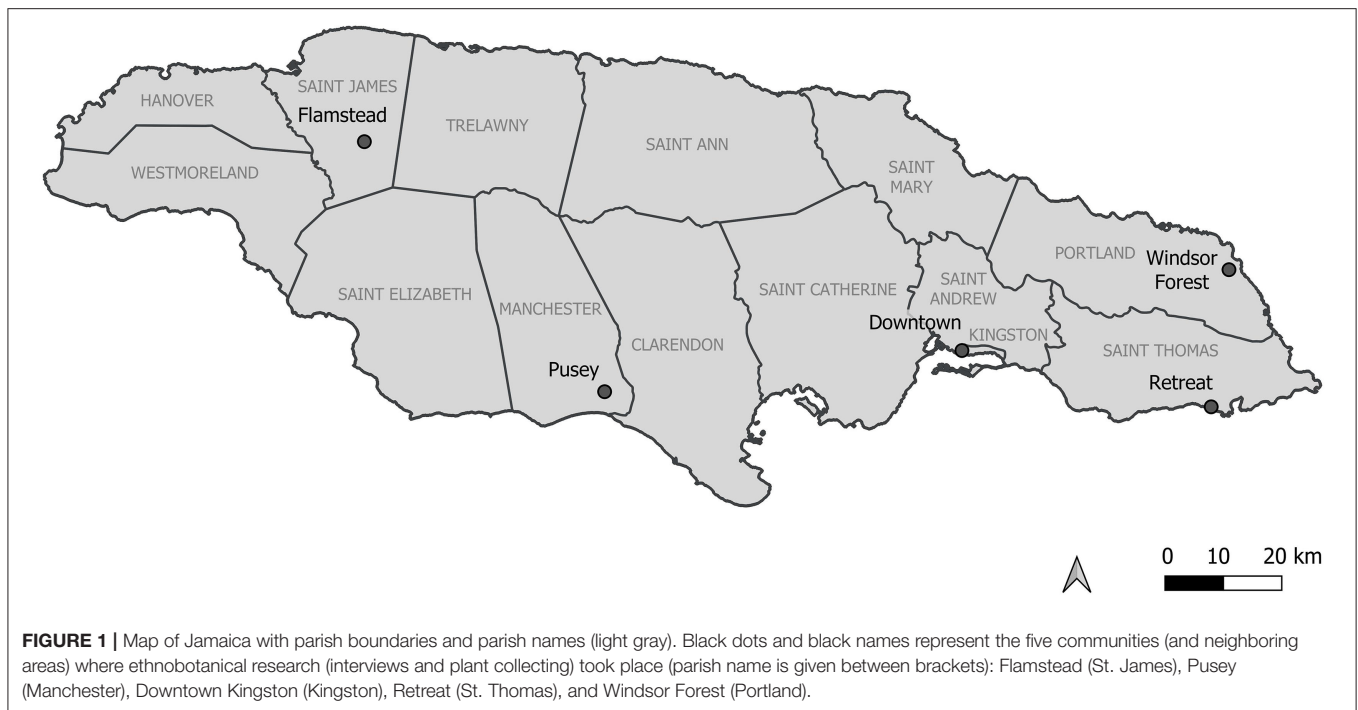 SAINT JAMES
HANOVER
Flamstead
TRELAWNY
SAINT ANN
WESTMORELAND
SAINT
MARY
PORTLAND
Windsor
Forest
SAINT ELIZABETH
MANCHESTER
SAINT CATHERINE
SAINT
ANDREW
Downtown
KINGSTON
CLARENDON
SAINT THOMAS
Pusey
Retreat
0 10 20 km
FIGURE 1 | Map of Jamaica with parish boundaries and parish names (light gray). Black dots and black names represent the five communities (and neighboring
areas) where ethnobotanical research (interviews and plant collecting) took place (parish name is given between brackets): Flamstead (St. James), Pusey
(Manchester), Downtown Kingston (Kingston), Retreat (St. Thomas), and Windsor Forest (Portland).